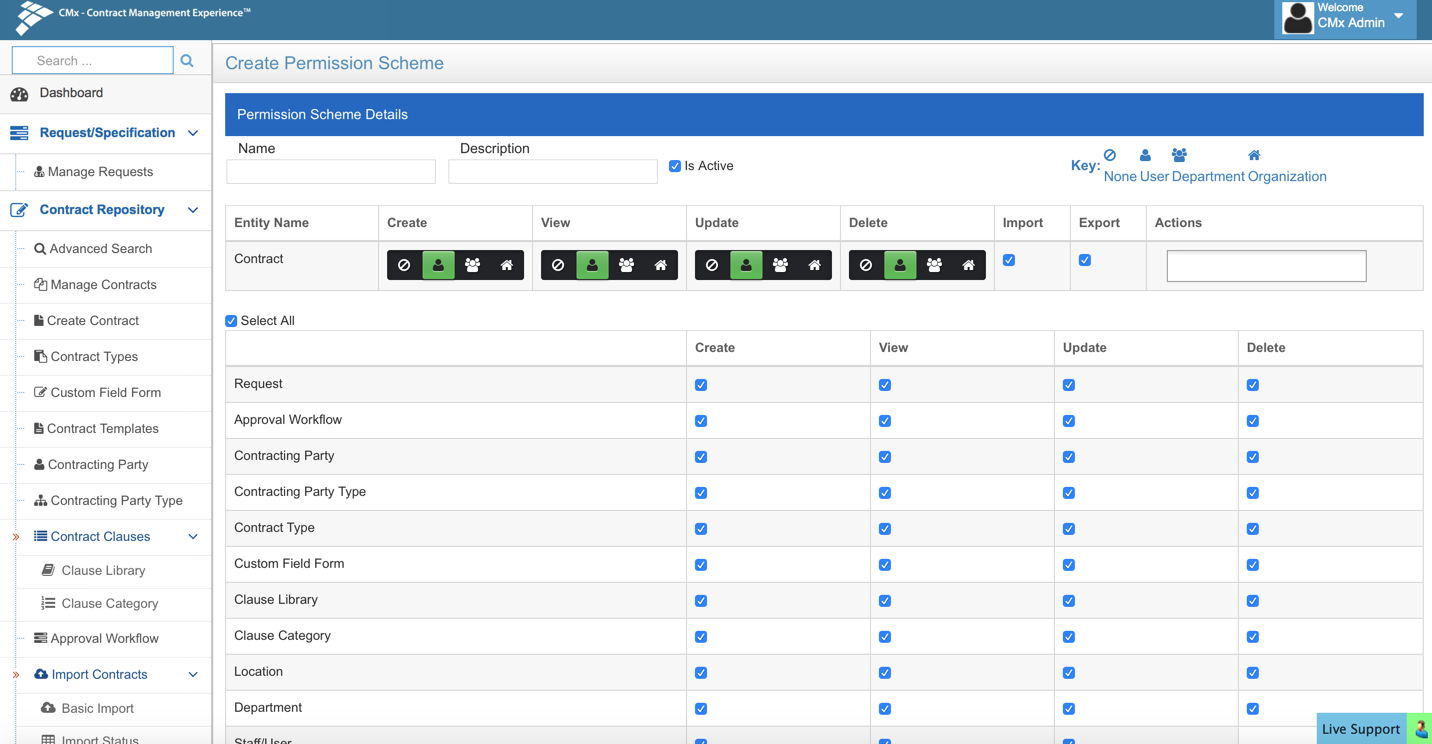 CMx - Contract Management Experience™
Welcome
CMx Admin
Search ...
Dashboard
Request/Specification
Manage Requests
Contract Repository
Advanced Search
Manage Contracts
Create Contract
Contract Types
Custom Field Form
Contract Templates
Contracting Party
Contracting Party Type
Contract Clauses
Clause Library
Clause Category
Approval Workflow
Import Contracts
Basic Import
Import Status
Create Permission Scheme
Permission Scheme Details
Name Description
Is Active
Key:
None User Department Organization
Entity Name Create View Update Delete Import Export Actions
Contract
Select All
Create View Update Delete
Request
Approval Workflow
Contracting Party
Contracting Party Type
Contract Type
Custom Field Form
Clause Library
Clause Category
Location
Department
Staff/User
Live Support